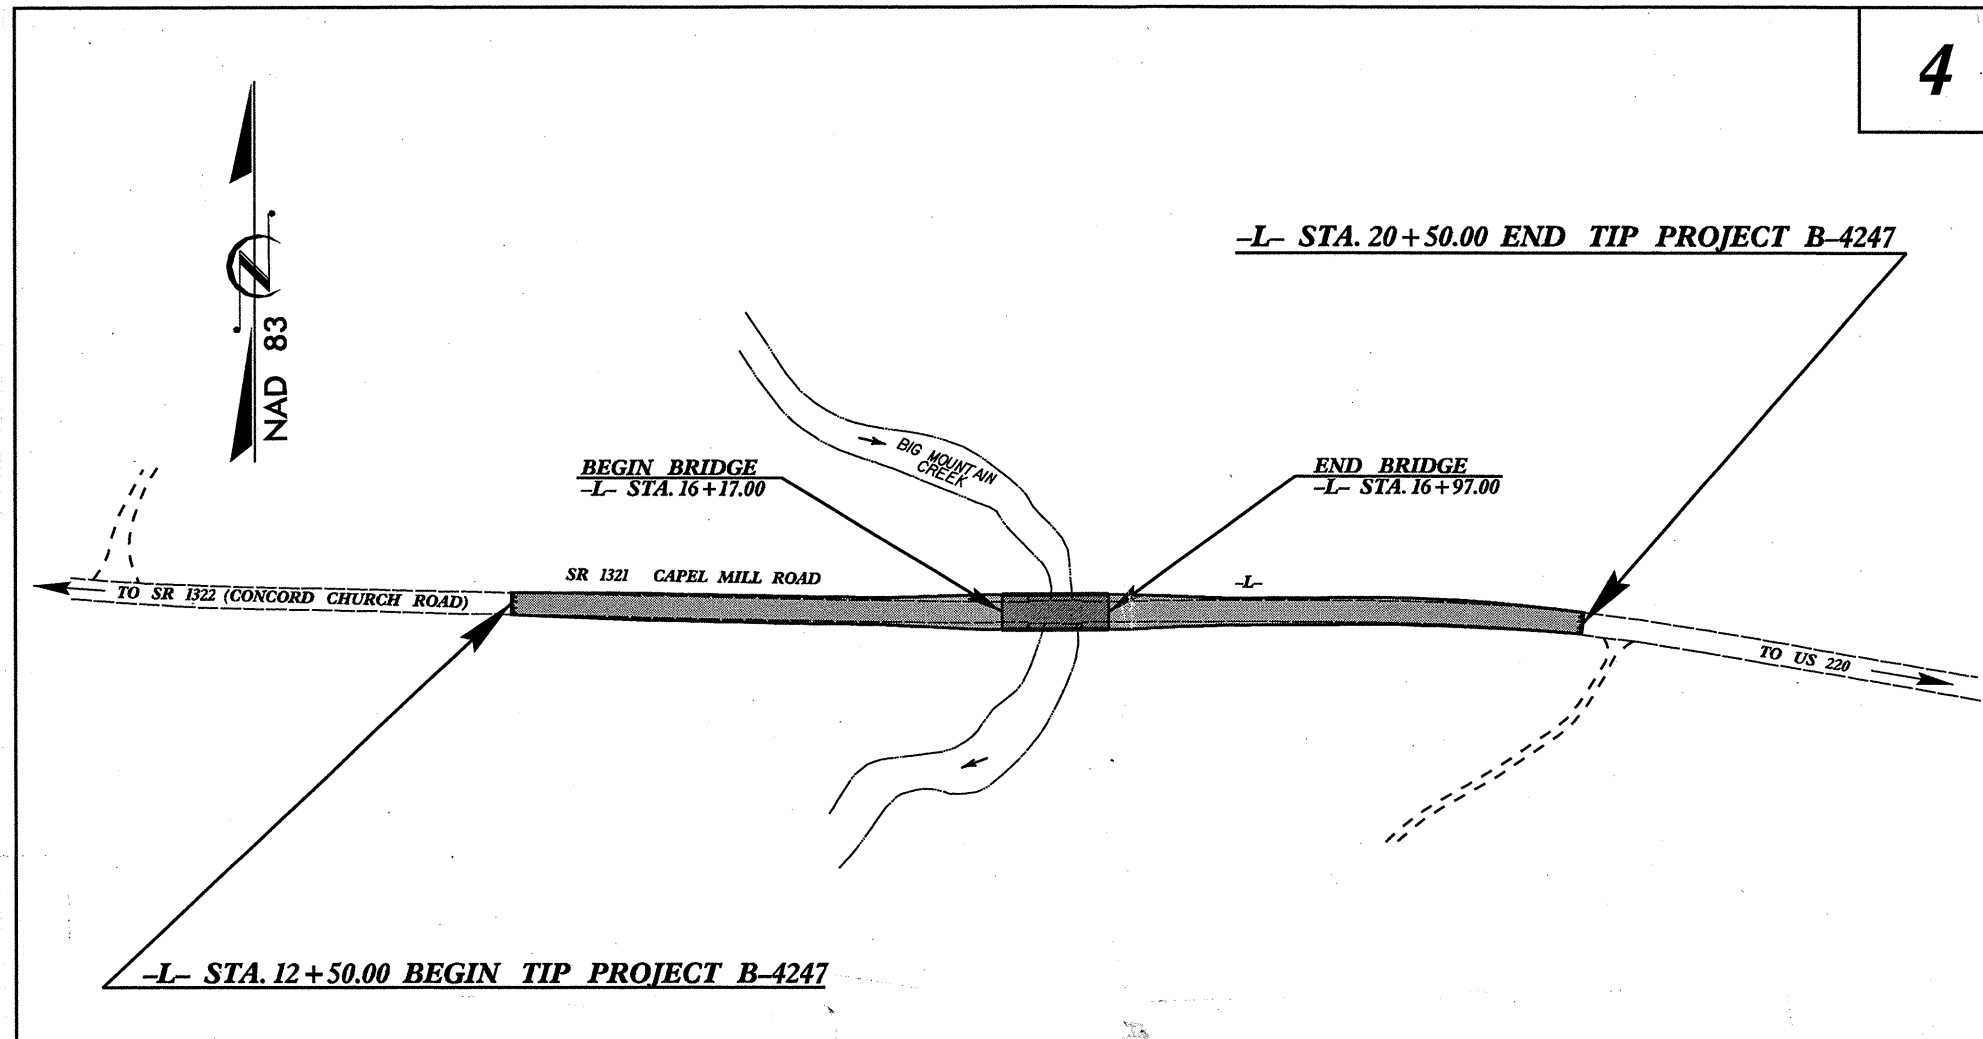 4
-L- STA. 20+50.00 END TIP PROJECT B-4247
NAD 83
BIG MOUNTAIN
CREEK
BEGIN BRIDGE
-L- STA. 16+17.00
END BRIDGE
-L- STA. 16+97.00
SR 1321 CAPEL MILL ROAD
-L-
TO SR 1322 (CONCORD CHURCH ROAD)
TO US 220
-L- STA. 12+50.00 BEGIN TIP PROJECT B-4247